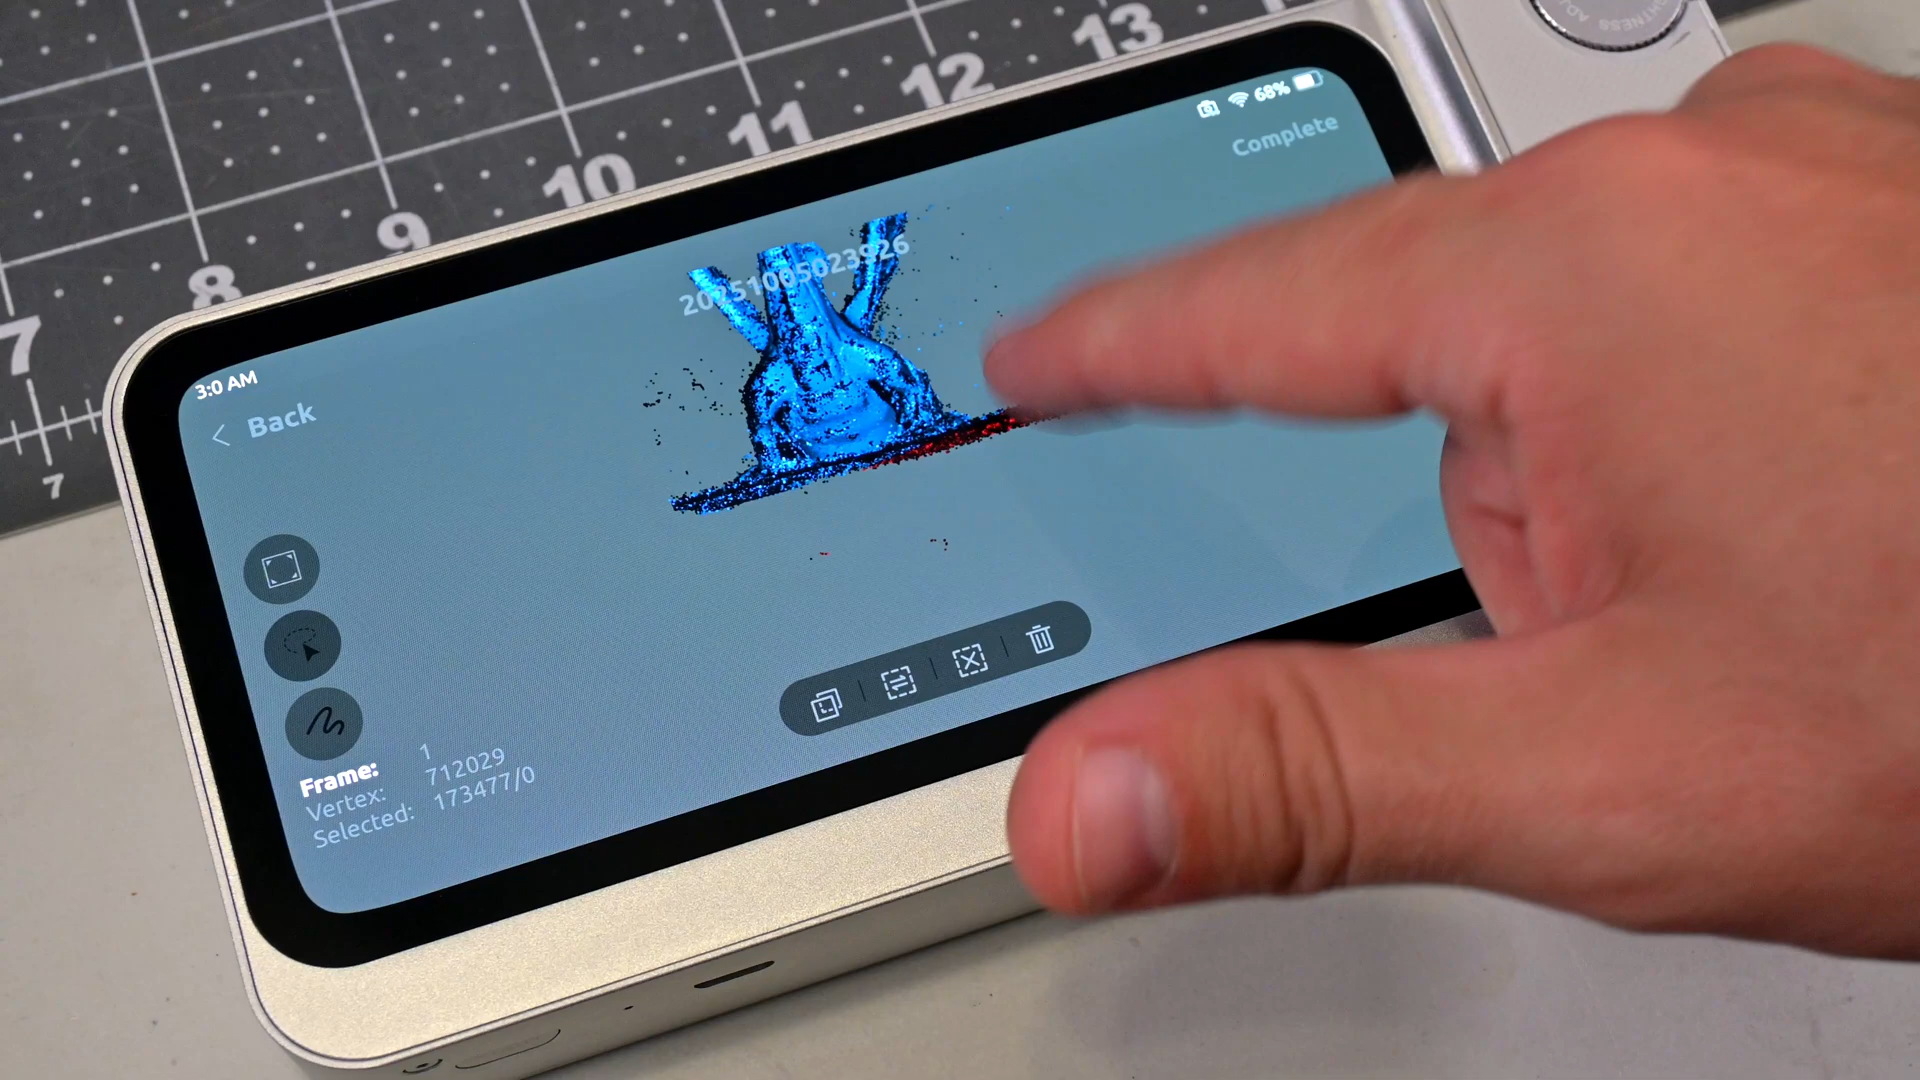 13
12
11
10
9
8
7
7
68%
Complete
20251005023926
3:0 AM
Back
Frame: 1
Vertex: 712029
Selected: 173477/0